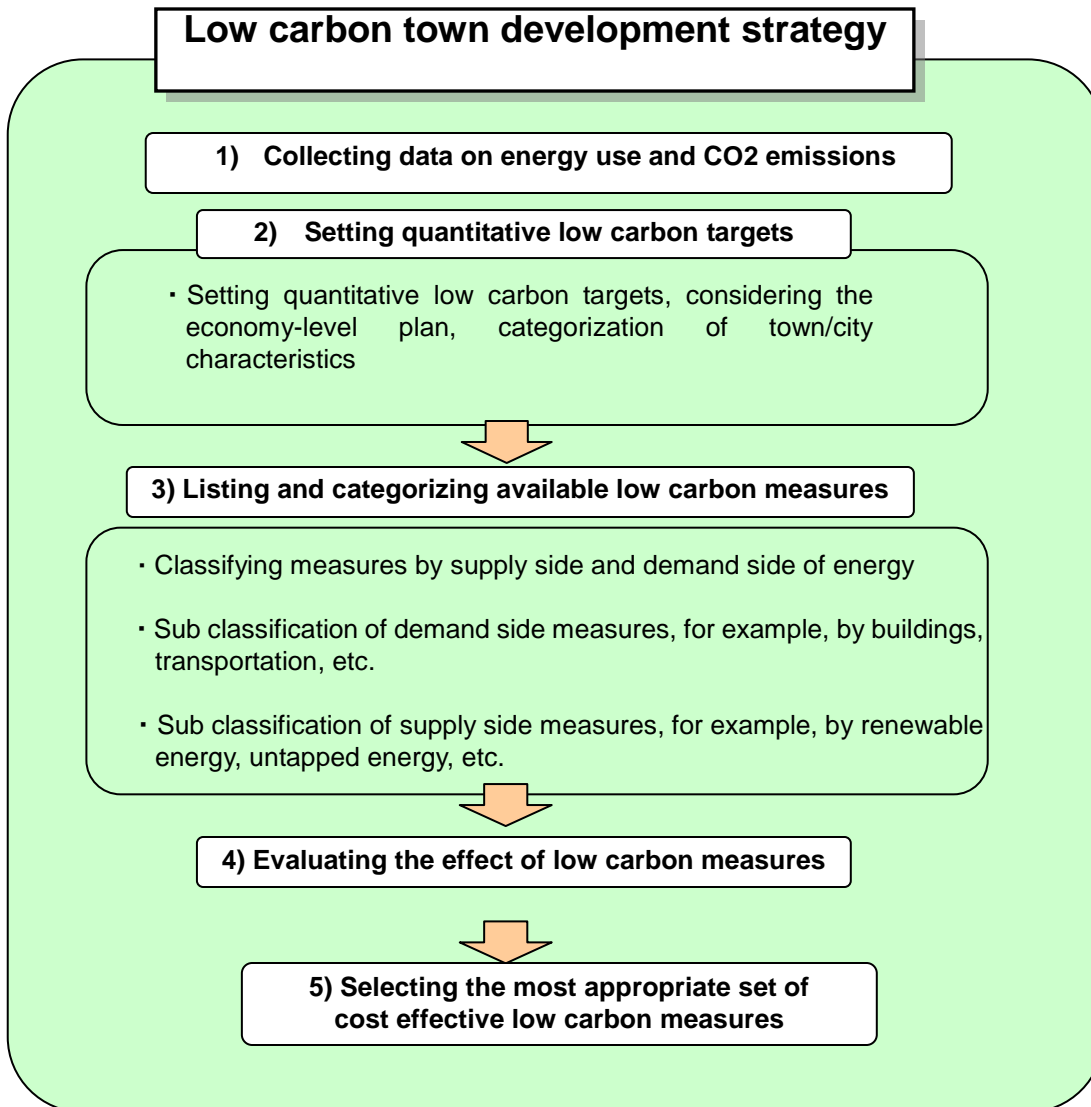 Low carbon town development strategy
1) Collecting data on energy use and CO2 emissions
2) Setting quantitative low carbon targets
・Setting quantitative low carbon targets, considering the
economy-level plan, categorization of town/city
characteristics
3) Listing and categorizing available low carbon measures
・Classifying measures by supply side and demand side of energy
・Sub classification of demand side measures, for example, by buildings,
transportation, etc.
・Sub classification of supply side measures, for example, by renewable
energy, untapped energy, etc.
4) Evaluating the effect of low carbon measures
5) Selecting the most appropriate set of
cost effective low carbon measures